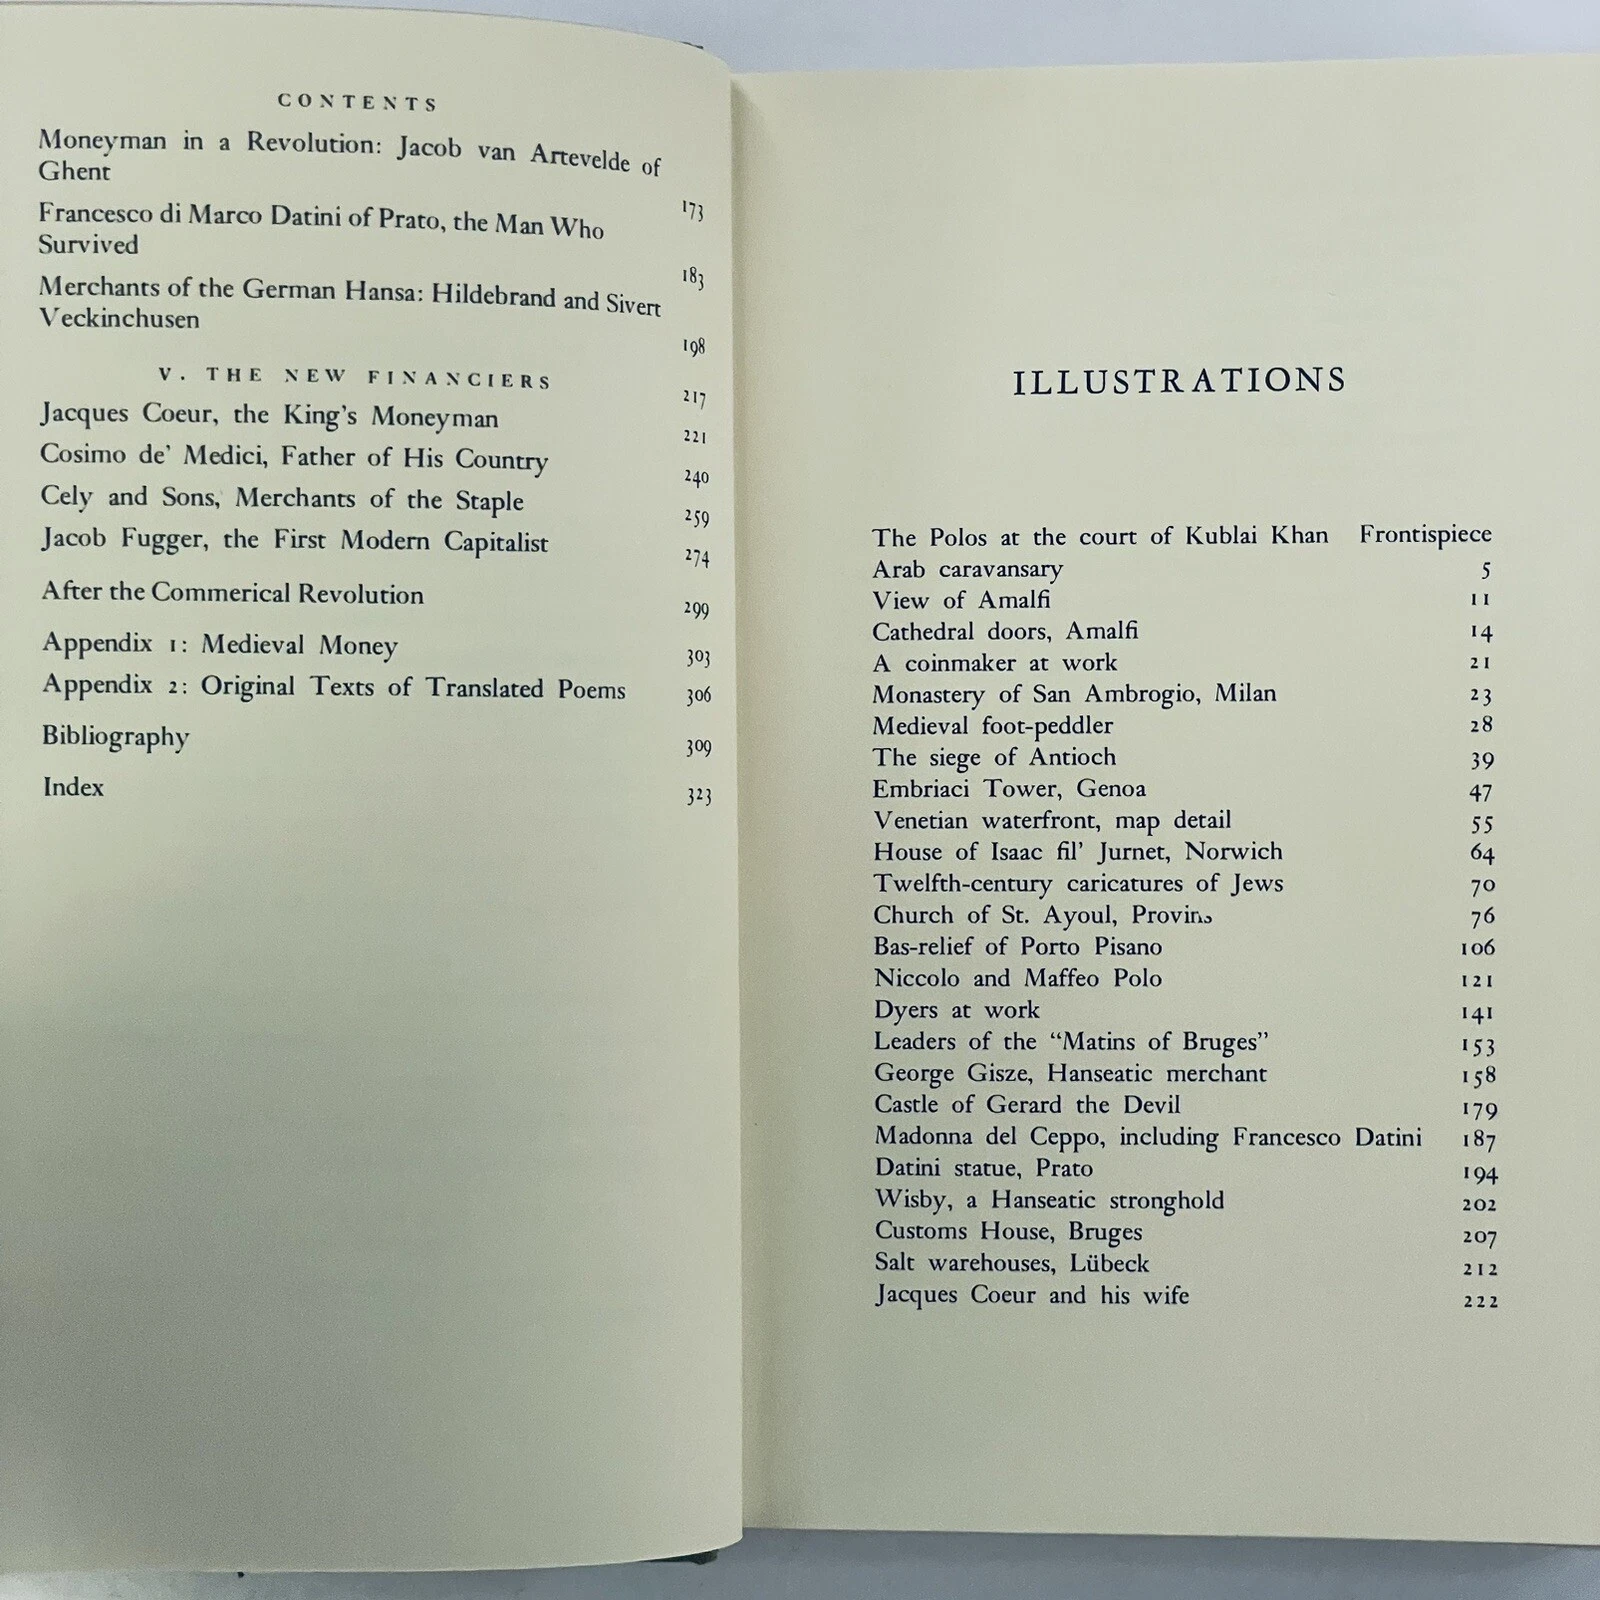 CONTENTS
Moneyman in a Revolution: Jacob van Artevelde of
Ghent 173
Francesco di Marco Datini of Prato, the Man Who
Survived 183
Merchants of the German Hansa: Hildebrand and Sivert
Veckinchusen 198
V. THE NEW FINANCIERS 217
Jacques Coeur, the King's Moneyman 221
Cosimo de' Medici, Father of His Country 240
Cely and Sons, Merchants of the Staple 259
Jacob Fugger, the First Modern Capitalist 274
After the Commerical Revolution 299
Appendix 1: Medieval Money 303
Appendix 2: Original Texts of Translated Poems 306
Bibliography 309
Index 323
ILLUSTRATIONS
The Polos at the court of Kublai Khan Frontispiece
Arab caravansary 5
View of Amalfi 11
Cathedral doors, Amalfi 14
A coinmaker at work 21
Monastery of San Ambrogio, Milan 23
Medieval foot-peddler 28
The siege of Antioch 39
Embriaci Tower, Genoa 47
Venetian waterfront, map detail 55
House of Isaac fil' Jurnet, Norwich 64
Twelfth-century caricatures of Jews 70
Church of St. Ayoul, Provins 76
Bas-relief of Porto Pisano 106
Niccolo and Maffeo Polo 121
Dyers at work 141
Leaders of the “Matins of Bruges” 153
George Gisze, Hanseatic merchant 158
Castle of Gerard the Devil 179
Madonna del Ceppo, including Francesco Datini 187
Datini statue, Prato 194
Wisby, a Hanseatic stronghold 202
Customs House, Bruges 207
Salt warehouses, Lübeck 212
Jacques Coeur and his wife 222